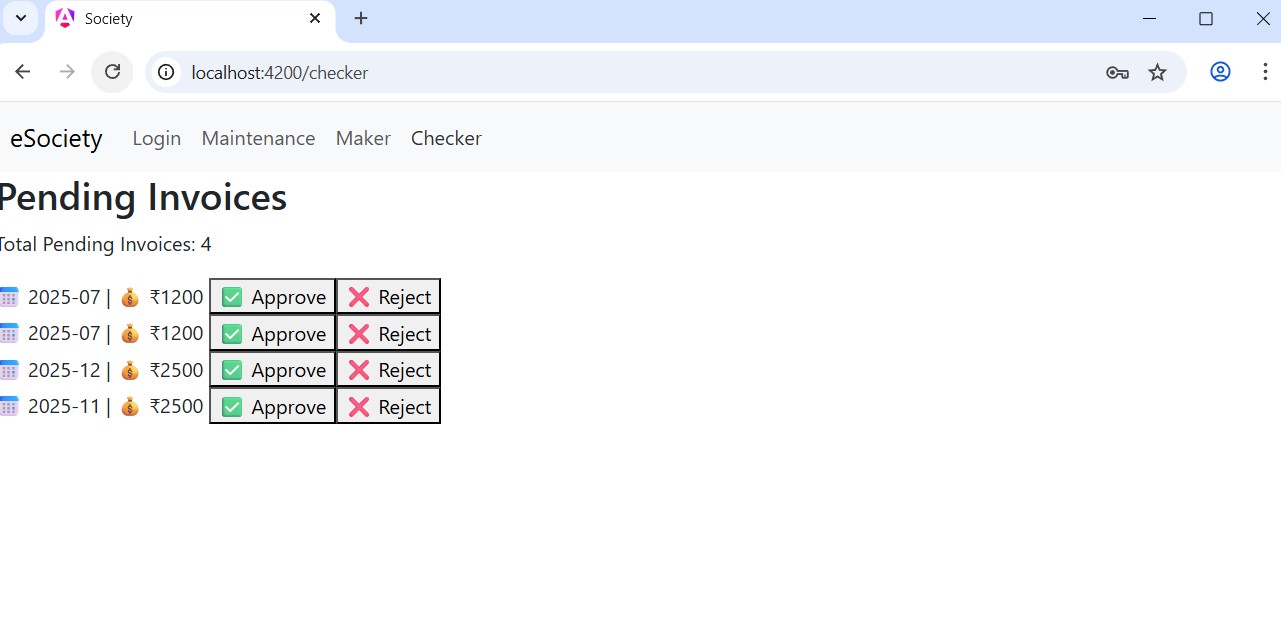 Society
localhost:4200/checker
eSociety Login Maintenance Maker Checker
Pending Invoices
Total Pending Invoices: 4
2025-07 | 💰 ₹1200 ✅ Approve ❌ Reject
2025-07 | 💰 ₹1200 ✅ Approve ❌ Reject
2025-12 | 💰 ₹2500 ✅ Approve ❌ Reject
2025-11 | 💰 ₹2500 ✅ Approve ❌ Reject